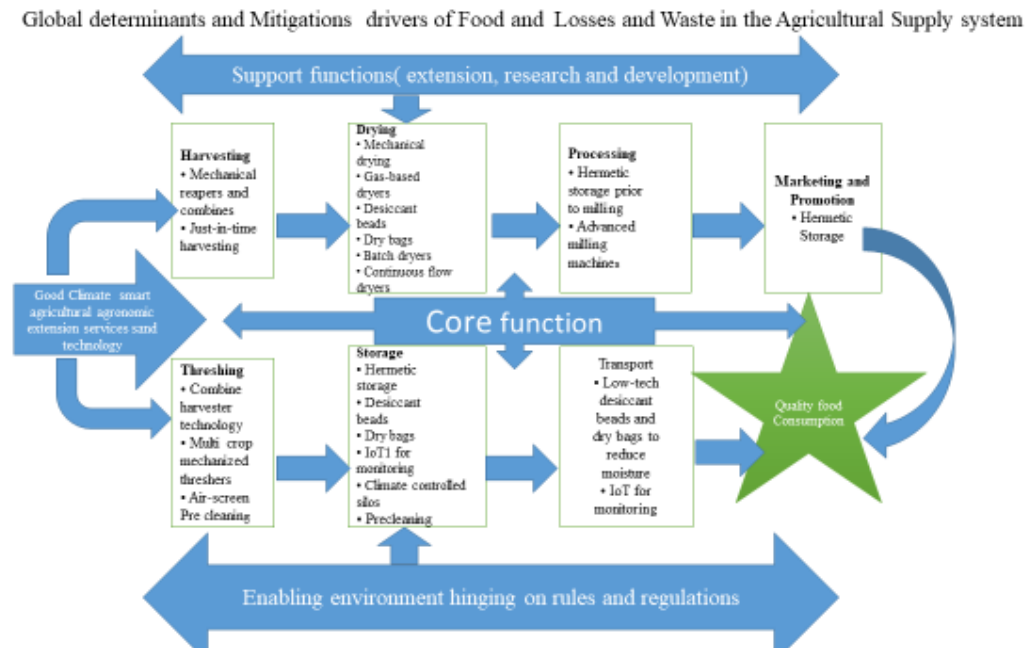 Global determinants and Mitigations drivers of Food and Losses and Waste in the Agricultural Supply system
Support functions( extension, research and development)
Harvesting
• Mechanical
reapers and
combines
• Just-in-time
harvesting
Drying
• Mechanical
drying
• Gas-based
dryers
• Desiccant
beads
• Dry bags
• Batch dryers
• Continuous flow
dryers
Processing
• Hermetic
storage prior
to milling
• Advanced
milling
machines
Marketing and
Promotion
• Hermetic
Storage
Good Climate smart
agricultural agronomic
extension services sand
technology
Core function
Threshing
• Combine
harvester
technology
• Multi crop
mechanized
threshers
• Air-screen
Pre cleaning
Storage
• Hermetic
storage
• Desiccant
beads
• Dry bags
• IoT1 for
monitoring
• Climate controlled
silos
• Precleaning
Transport
• Low-tech
desiccant
beads and
dry bags to
reduce
moisture
• IoT for
monitoring
Quality food
Consumption
Enabling environment hinging on rules and regulations